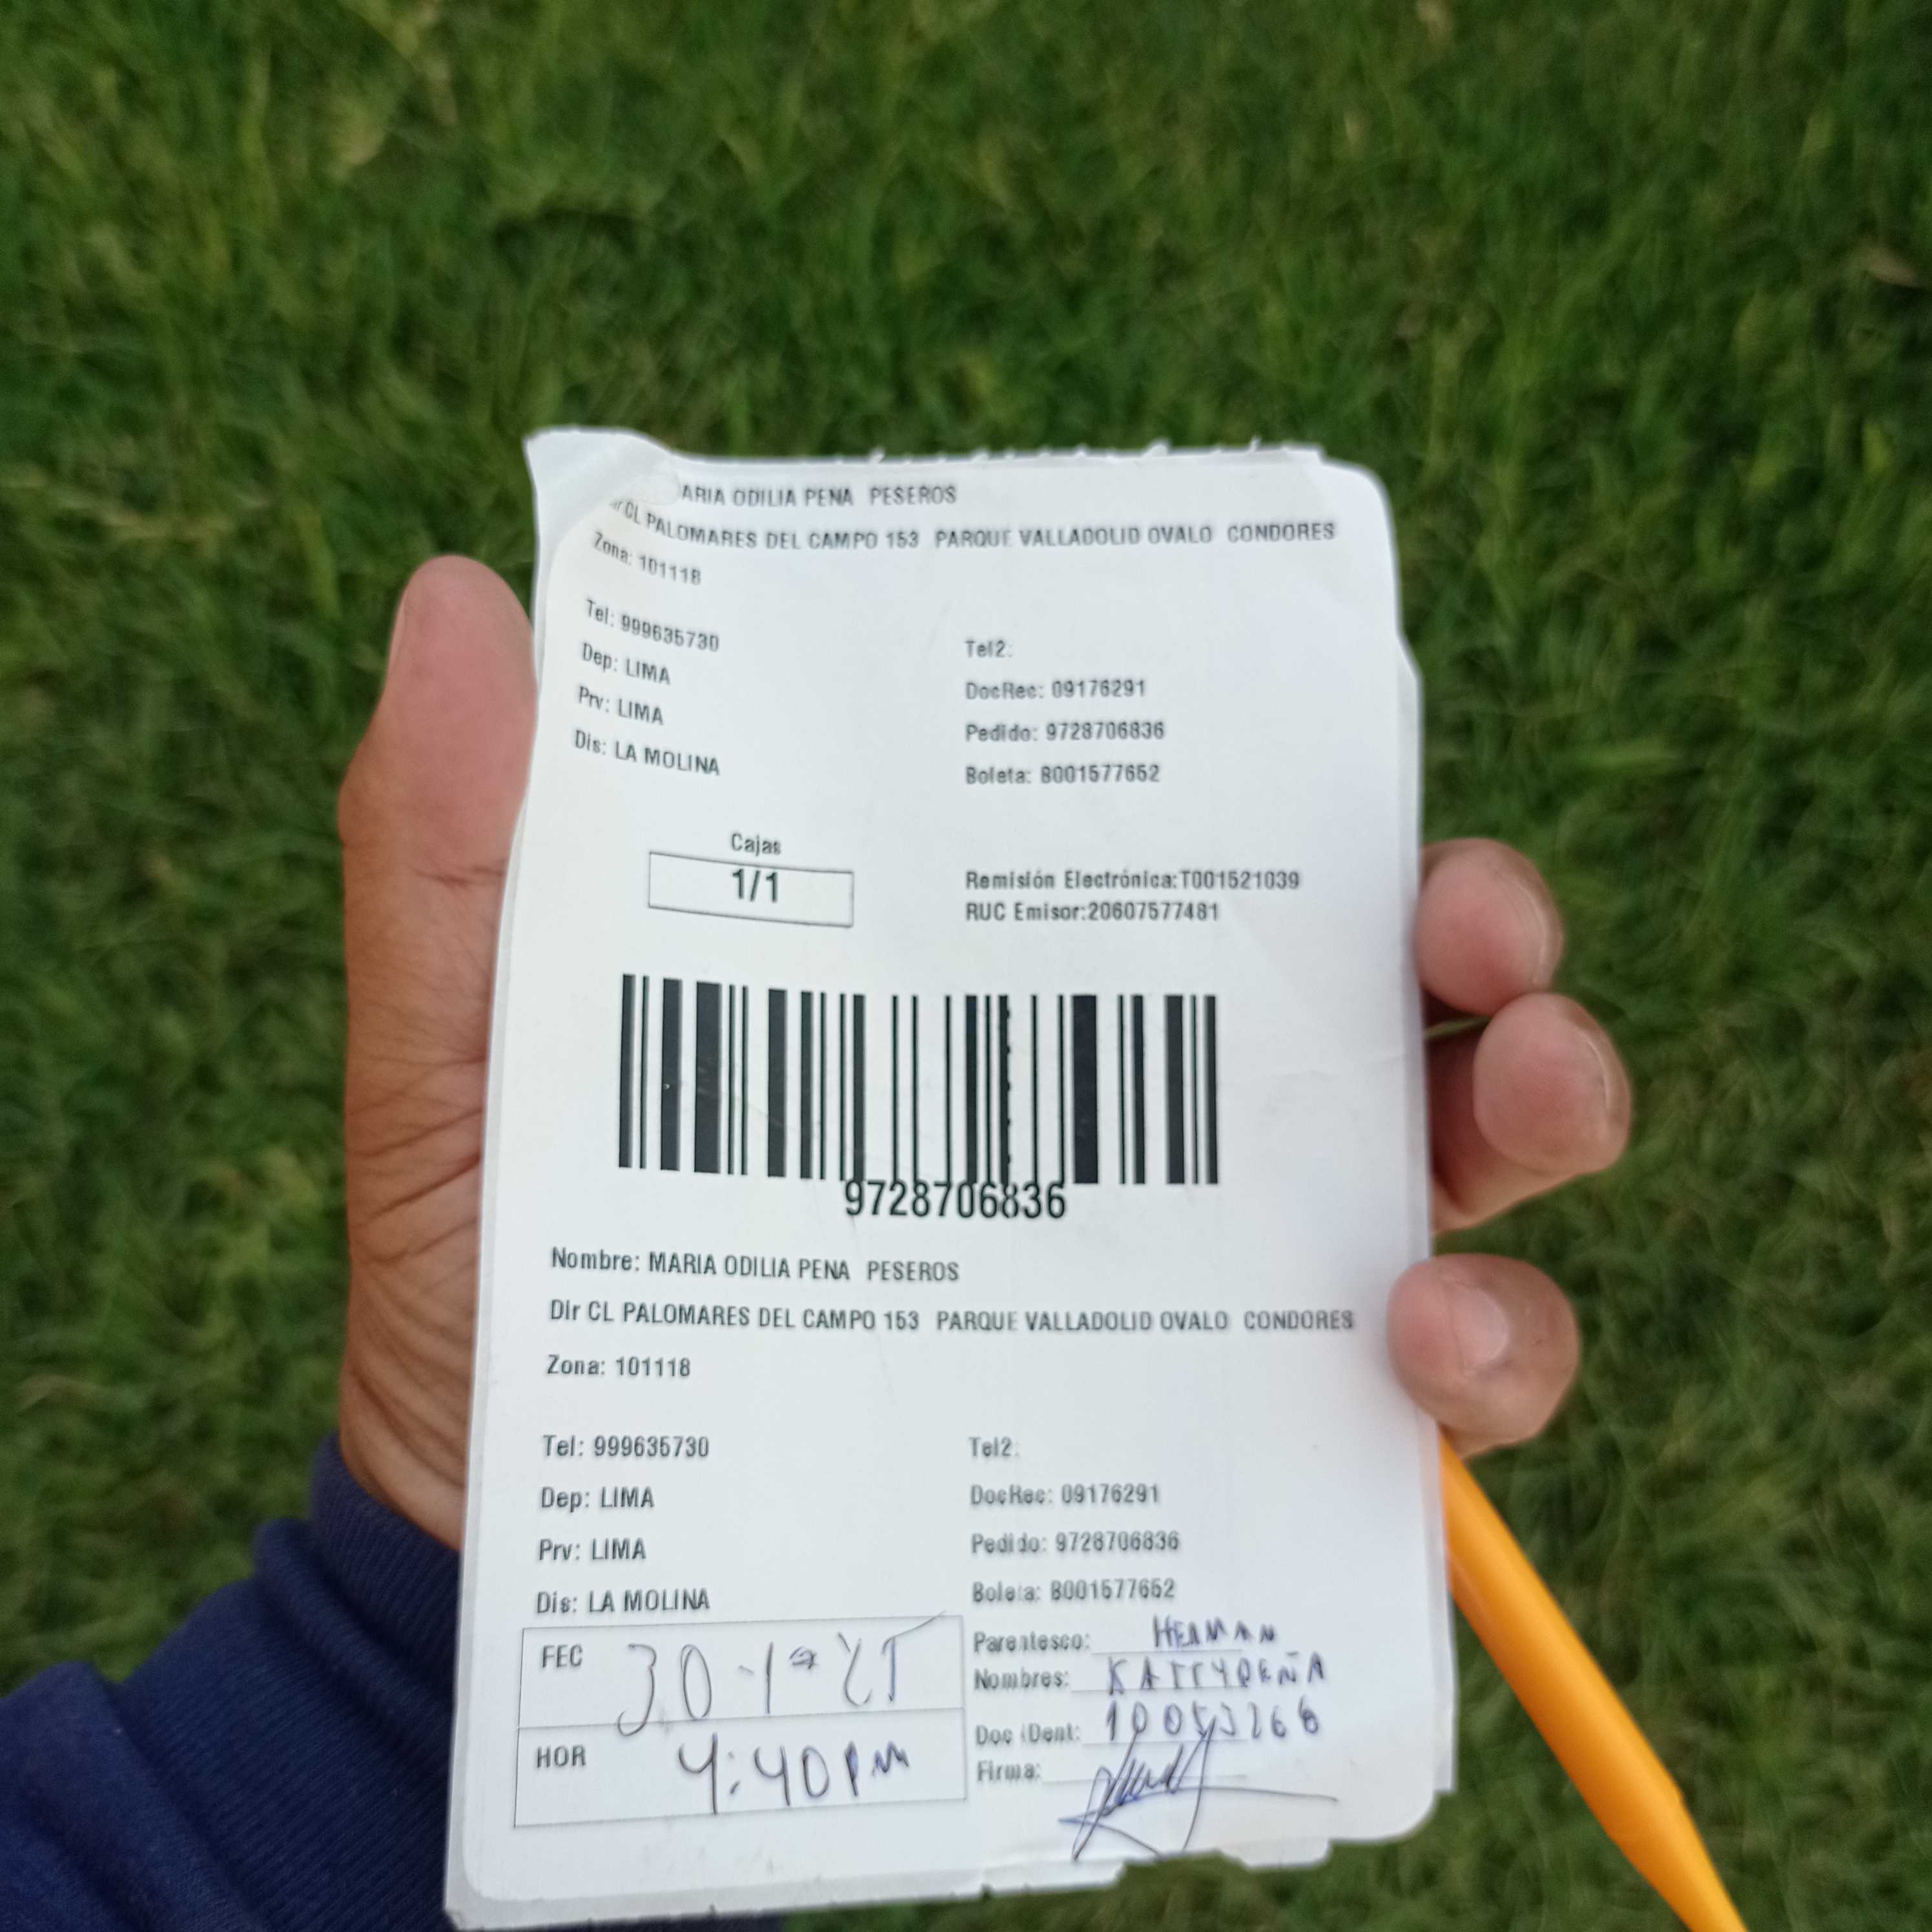 ARIA ODILIA PENA PESEROS
ir CL PALOMARES DEL CAMPO 153 PARQUE VALLADOLID OVALO CONDORES
Zona: 101118
Tel: 999635730 Tel2:
Dep: LIMA DocRec: 09176291
Prv: LIMA Pedido: 9728706836
Dis: LA MOLINA Boleta: B001577652
Cajas
1/1
Remisión Electrónica:T001521039
RUC Emisor:20607577481
9728706836
Nombre: MARIA ODILIA PENA PESEROS
Dir CL PALOMARES DEL CAMPO 153 PARQUE VALLADOLID OVALO CONDORES
Zona: 101118
Tel: 999635730 Tel2:
Dep: LIMA DocRec: 09176291
Prv: LIMA Pedido: 9728706836
Dis: LA MOLINA Boleta: B001577652
FEC
HOR 4:40PM
Parentesco: HERMAN
Nombres: KATTY PEÑA
Doc iDent:
Firma: